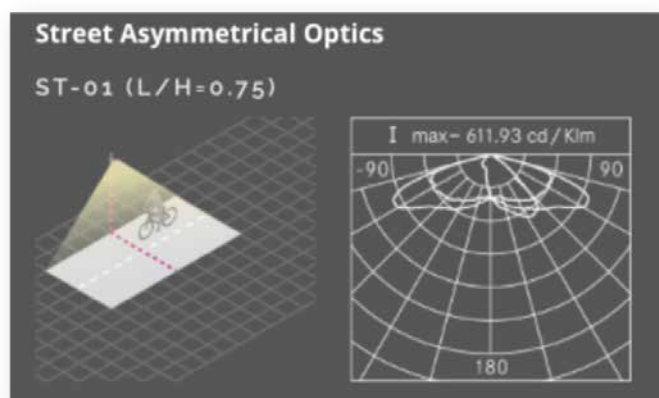 Street Asymmetrical Optics
ST-01 (L/H=0.75)
I max- 611.93 cd/Klm
-90 90
180